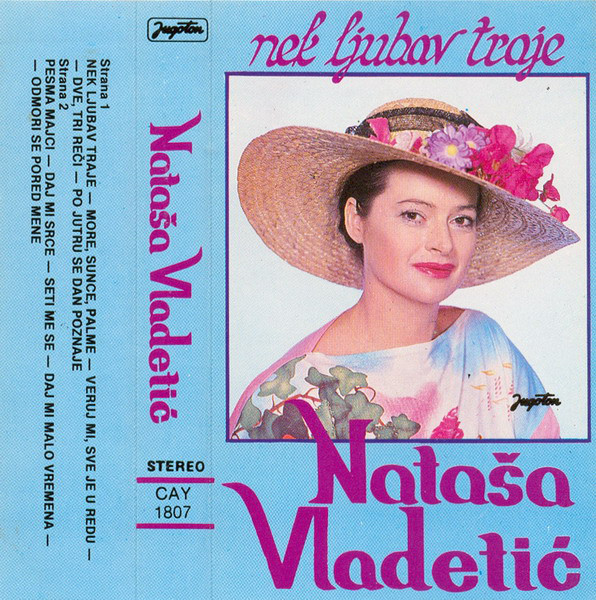 Jugoton
Strana 1
NEK LJUBAV TRAJE — MORE, SUNCE, PALME — VERUJ MI, SVE JE U REDU —
— DVE, TRI REČI — PO JUTRU SE DAN POZNAJE
Strana 2
PESMA MAJCI — DAJ MI SRCE — SETI ME SE — DAJ MI MALO VREMENA —
— ODMORI SE PORED MENE
Nataša Vladetić
STEREO
CAY
1807
nek ljubav traje
Jugoton
Nataša
Vladetić